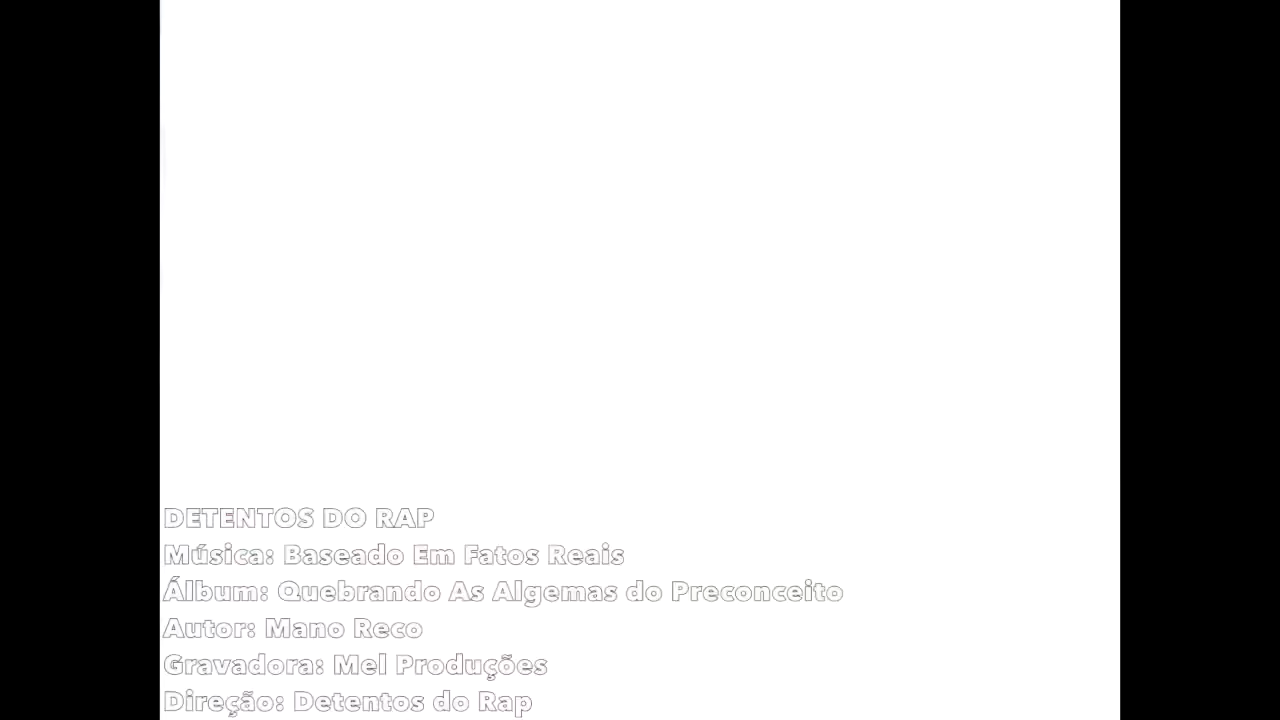 DETENTOS DO RAP
Música: Baseado Em Fatos Reais
Álbum: Quebrando As Algemas do Preconceito
Autor: Mano Reco
Gravadora: Mel Produções
Direção: Detentos do Rap